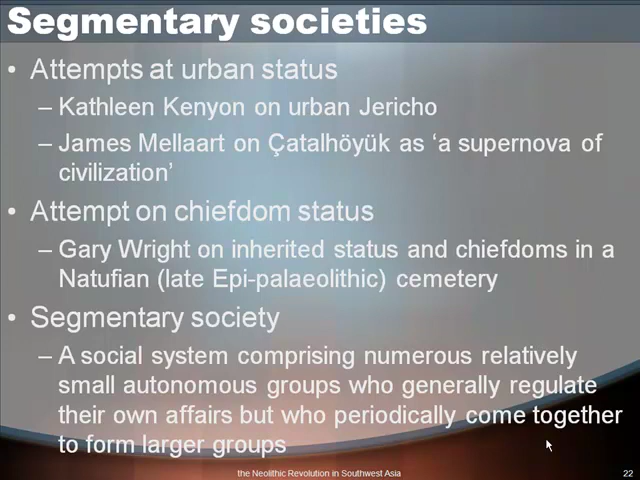 Segmentary societies
• Attempts at urban status
– Kathleen Kenyon on urban Jericho
– James Mellaart on Çatalhöyük as ‘a supernova of
civilization’
• Attempt on chiefdom status
– Gary Wright on inherited status and chiefdoms in a
Natufian (late Epi-palaeolithic) cemetery
• Segmentary society
– A social system comprising numerous relatively
small autonomous groups who generally regulate
their own affairs but who periodically come together
to form larger groups
the Neolithic Revolution in Southwest Asia
22